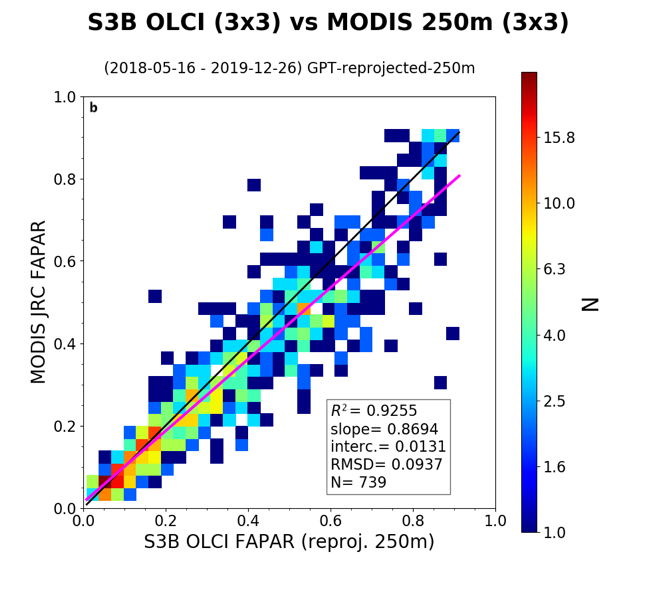 S3B OLCI (3x3) vs MODIS 250m (3x3)
(2018-05-16 - 2019-12-26) GPT-reprojected-250m
b
1.0
0.8
0.6
0.4
0.2
0.0
MODIS JRC FAPAR
0.0 0.2 0.4 0.6 0.8 1.0
S3B OLCI FAPAR (reproj. 250m)
R²= 0.9255
slope= 0.8694
interc.= 0.0131
RMSD= 0.0937
N= 739
15.8
10.0
6.3
4.0
2.5
1.6
1.0
N